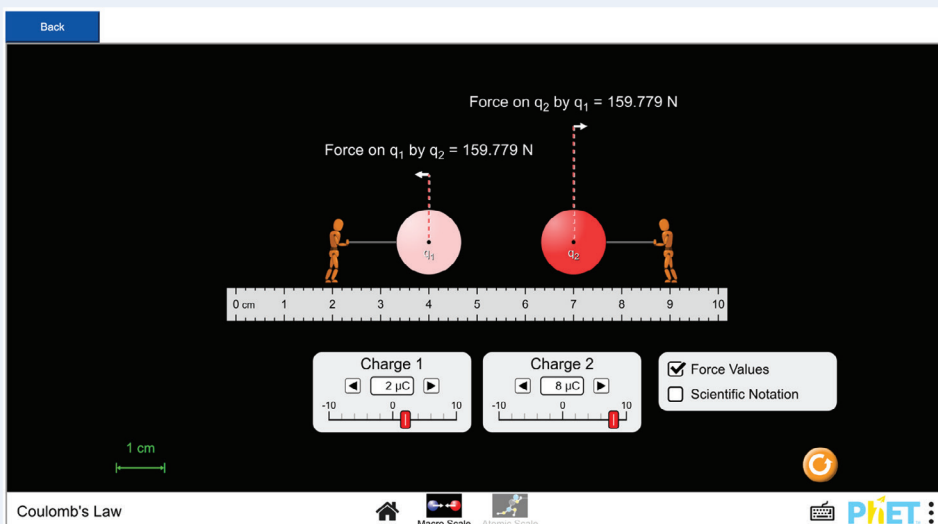 Back
Force on q₂ by q₁ = 159.779 N
Force on q₁ by q₂ = 159.779 N
q₁
q₂
0 cm 1 2 3 4 5 6 7 8 9 10
Charge 1
2 μC
-10 0 10
Charge 2
8 μC
-10 0 10
Force Values
Scientific Notation
1 cm
Coulomb's Law
Macro Scale
Atomic Scale
PhET